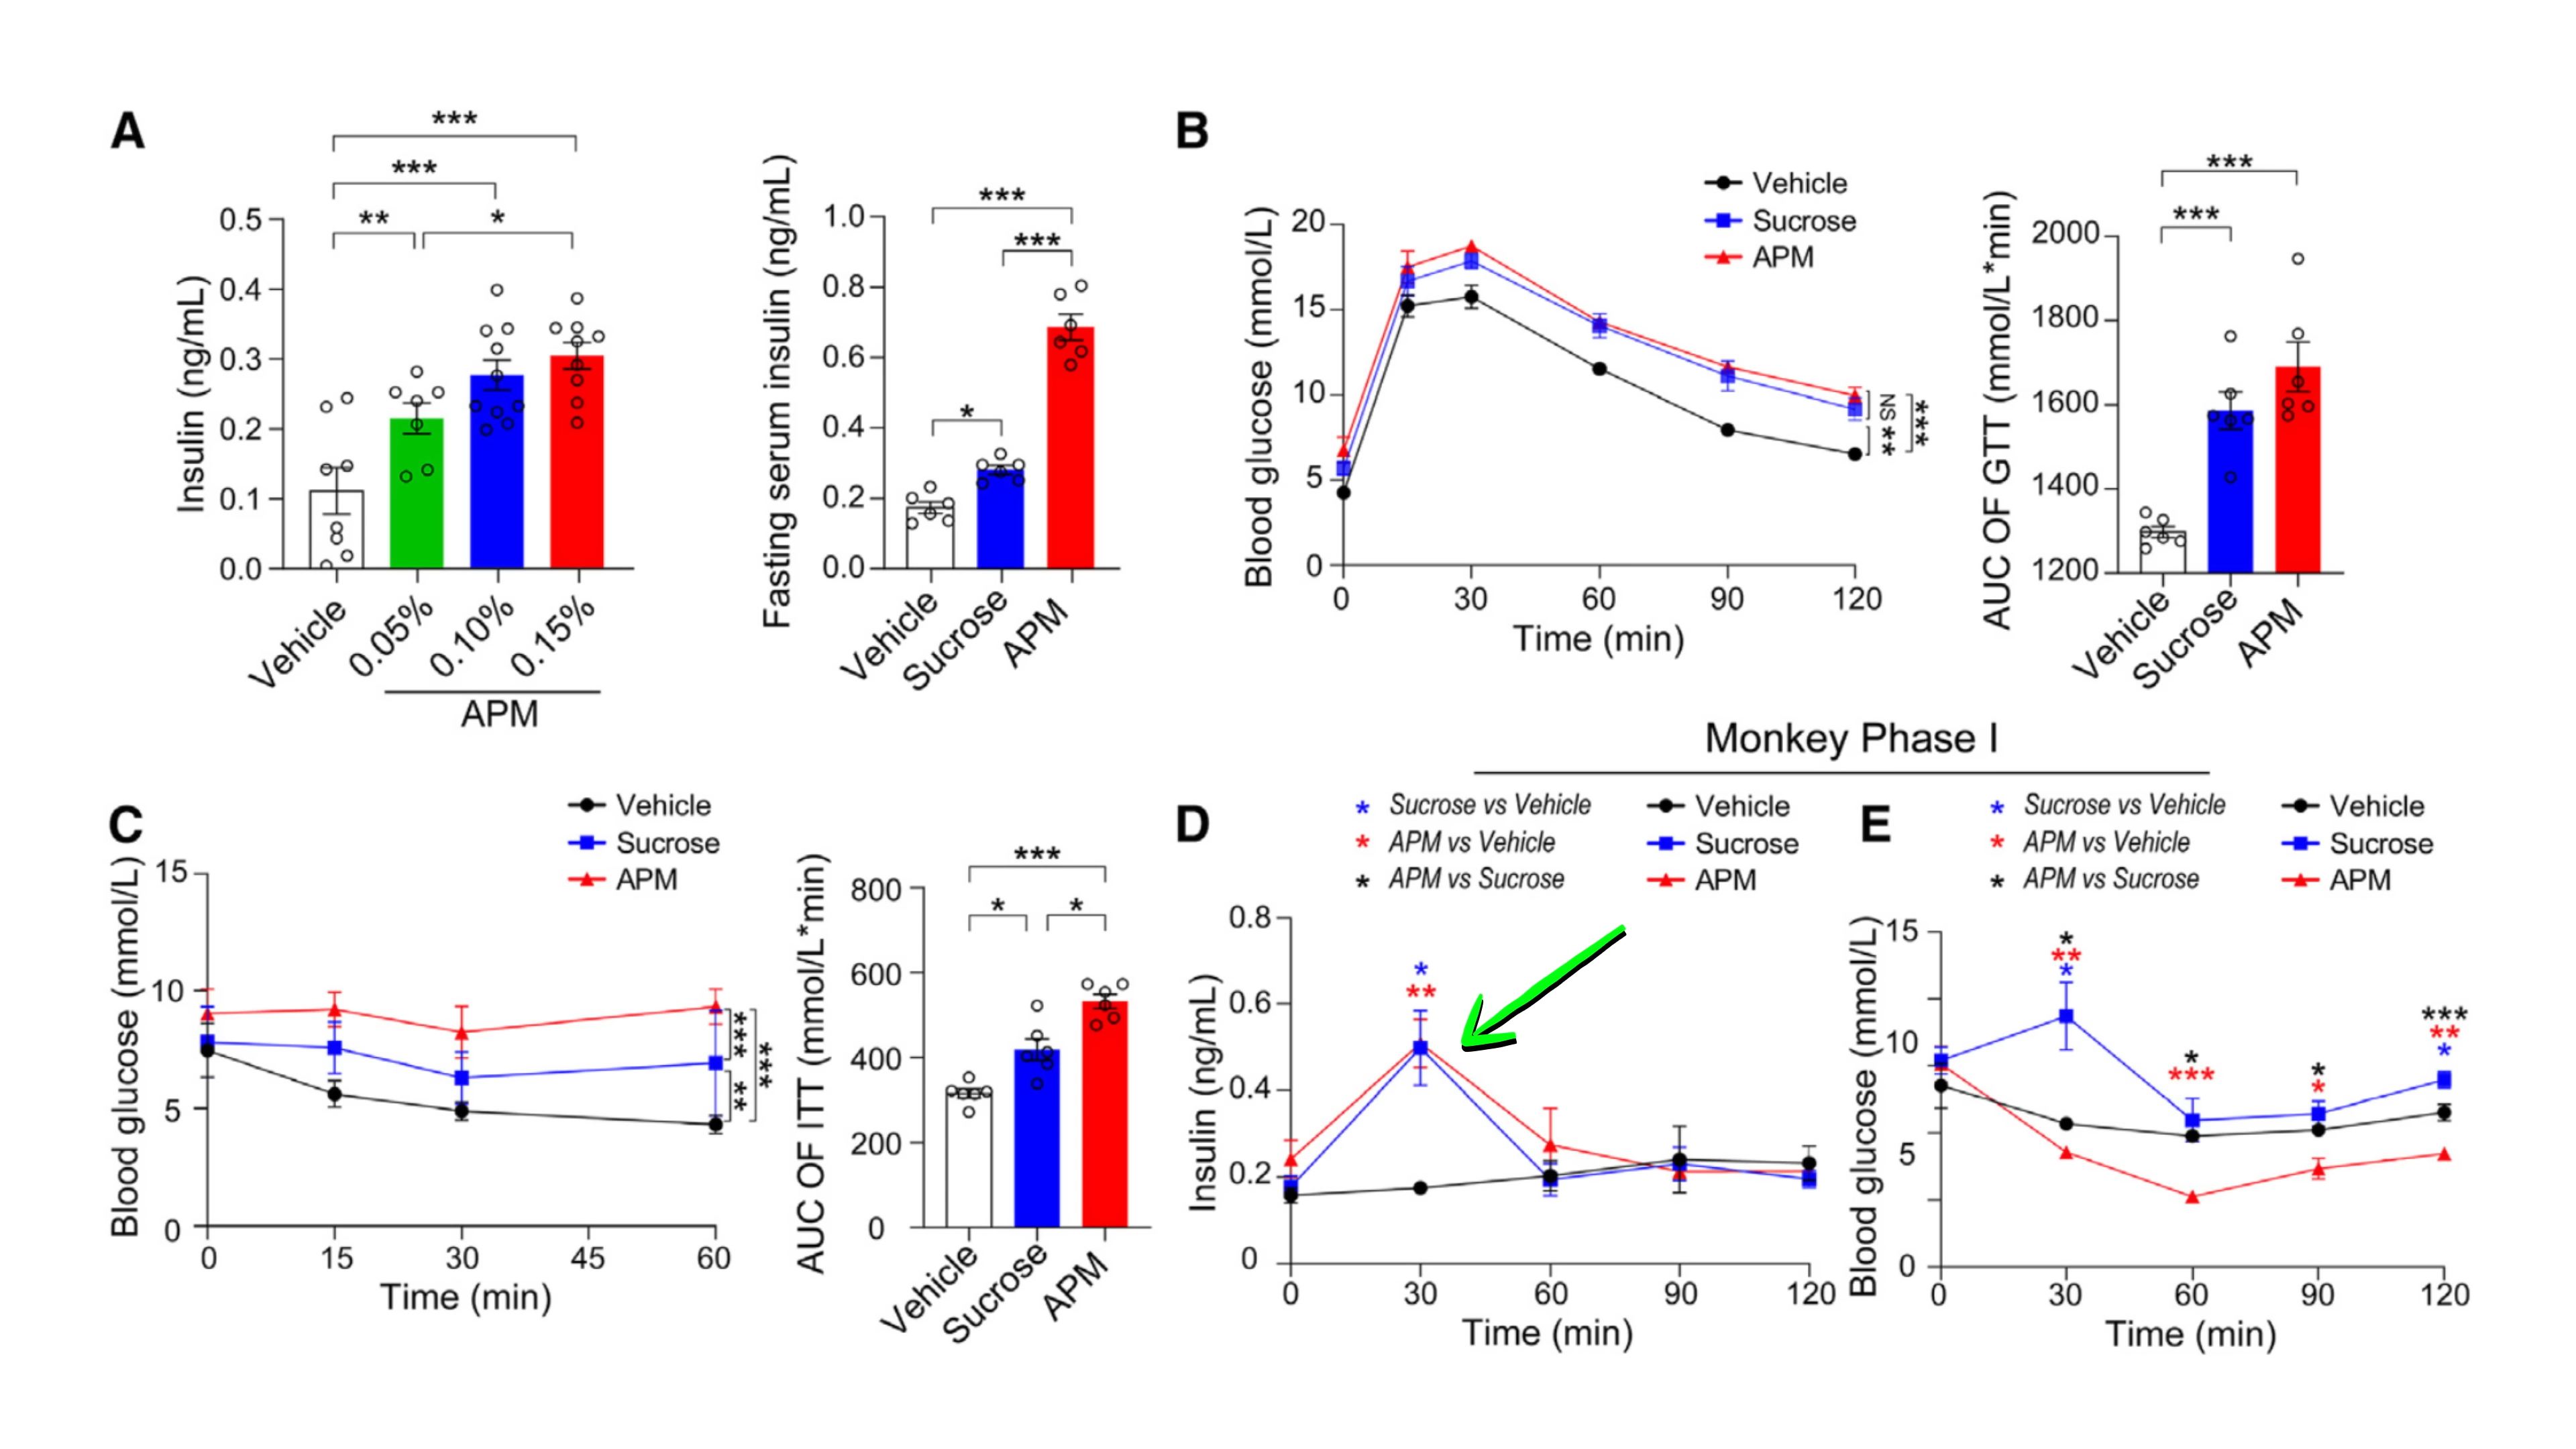 A
***
***
** *
Insulin (ng/mL)
0.5
0.4
0.3
0.2
0.1
0.0
Vehicle
0.05%
0.10%
0.15%
APM
***
***
*
Fasting serum insulin (ng/mL)
1.0
0.8
0.6
0.4
0.2
0.0
Vehicle
Sucrose
APM
B
Vehicle
Sucrose
APM
Blood glucose (mmol/L)
20
15
10
5
0
NS
**
***
0 30 60 90 120
Time (min)
***
***
AUC OF GTT (mmol/L*min)
2000
1800
1600
1400
1200
Vehicle
Sucrose
APM
C
Vehicle
Sucrose
APM
Blood glucose (mmol/L)
15
10
5
0
***
**
***
0 15 30 45 60
Time (min)
***
* *
AUC OF ITT (mmol/L*min)
800
600
400
200
0
Vehicle
Sucrose
APM
Monkey Phase I
D
* Sucrose vs Vehicle
* APM vs Vehicle
* APM vs Sucrose
Vehicle
Sucrose
APM
Insulin (ng/mL)
0.8
0.6
0.4
0.2
0
*
**
0 30 60 90 120
Time (min)
E
* Sucrose vs Vehicle
* APM vs Vehicle
* APM vs Sucrose
Vehicle
Sucrose
APM
Blood glucose (mmol/L)
15
10
5
0
*
**
*
*
***
*
*
***
**
*
0 30 60 90 120
Time (min)